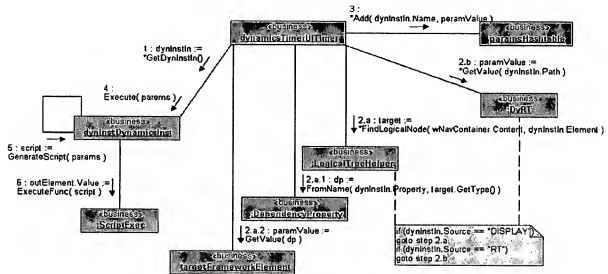 «business»
dynamicsTimerUITimer
3 :
*Add( dynInstIn.Name, paramValue )
«business»
paramsHashtable
1 : dynInstIn :=
*GetDynInstIn()
2.b : paramValue :=
*GetValue( dynInstIn.Path )
«business»
:DvRT
4 :
Execute( params )
«business»
dynInstDynamicInst
2.a : target :=
*FindLogicalNode( wNavContainer.Content, dynInstIn.Element )
5 : script :=
GenerateScript( params )
«business»
:LogicalTreeHelper
2.a.1 : dp :=
FromName( dynInstIn.Property, target.GetType() )
6 : outElement.Value :=
ExecuteFunc( script )
«business»
:DependencyProperty
«business»
:ScriptExec
2.a.2 : paramValue :=
GetValue( dp )
if (dynInstIn.Source == "DISPLAY")
goto step 2.a
if (dynInstIn.Source == "RT")
goto step 2.b
«business»
targetFrameworkElement